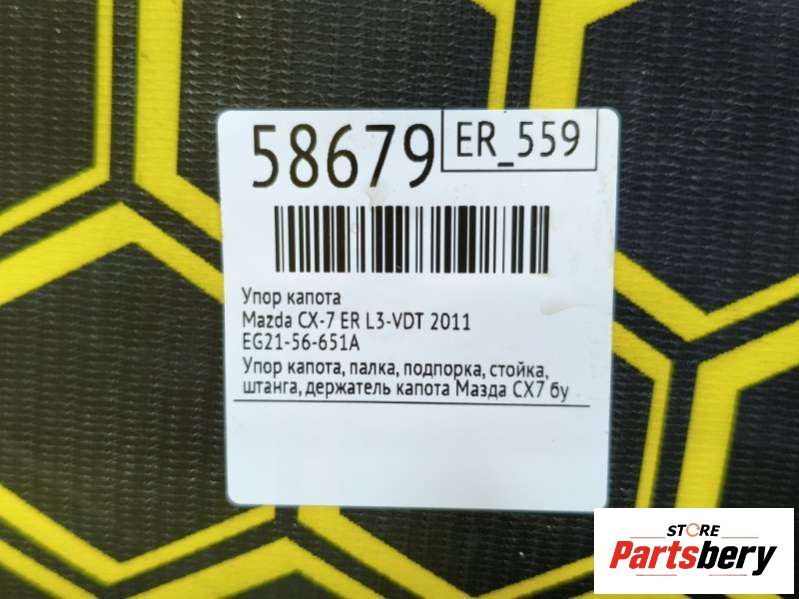 58679
ER_559
Упор капота
Mazda CX-7 ER L3-VDT 2011
EG21-56-651A
Упор капота, палка, подпорка, стойка,
штанга, держатель капота Мазда СХ7 бу
STORE
Partsbery